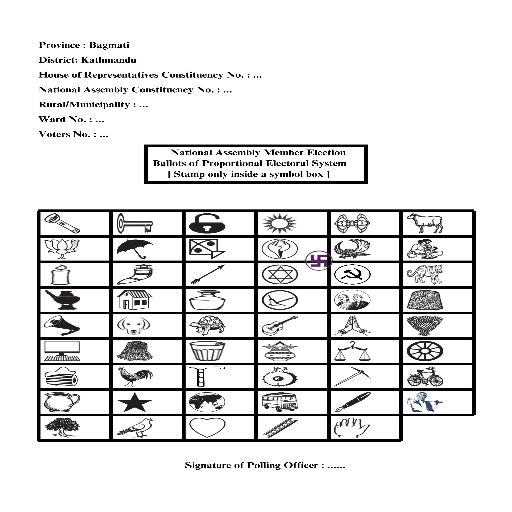 Province : Bagmati
District: Kathmandu
House of Representatives Constituency No. : ...
National Assembly Constituency No. : ...
Rural/Municipality : ...
Ward No. : ...
Voters No. : ...
National Assembly Member Election
Ballots of Proportional Electoral System
[ Stamp only inside a symbol box ]
Signature of Polling Officer : ......